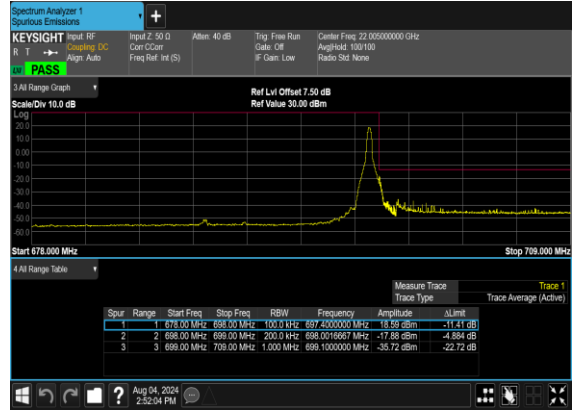 Spectrum Analyzer 1
Spurious Emissions
KEYSIGHT Input: RF Input Z: 50 Ω Atten: 40 dB Trig: Free Run Center Freq: 22.005000000 GHz
R T Coupling: DC Corr CCorr Gate: Off Avg|Hold: 100/100
Align: Auto Freq Ref: Int (S) IF Gain: Low Radio Std: None
PASS
3 All Range Graph Ref Lvl Offset 7.50 dB
Scale/Div 10.0 dB Ref Value 30.00 dBm
Log
20.0
10.0
0.00
-10.0
-20.0
-30.0
-40.0
-50.0
-60.0
Start 678.000 MHz Stop 709.000 MHz
4 All Range Table
Measure Trace Trace 1
Trace Type Trace Average (Active)
Spur Range Start Freq Stop Freq RBW Frequency Amplitude ΔLimit
1 1 678.00 MHz 698.00 MHz 100.0 kHz 697.4000000 MHz 18.59 dBm -11.41 dB
2 2 698.00 MHz 699.00 MHz 200.0 kHz 698.0016667 MHz -17.88 dBm -4.884 dB
3 3 699.00 MHz 709.00 MHz 1.000 MHz 699.1000000 MHz -35.72 dBm -22.72 dB
? Aug 04, 2024
2:52:04 PM